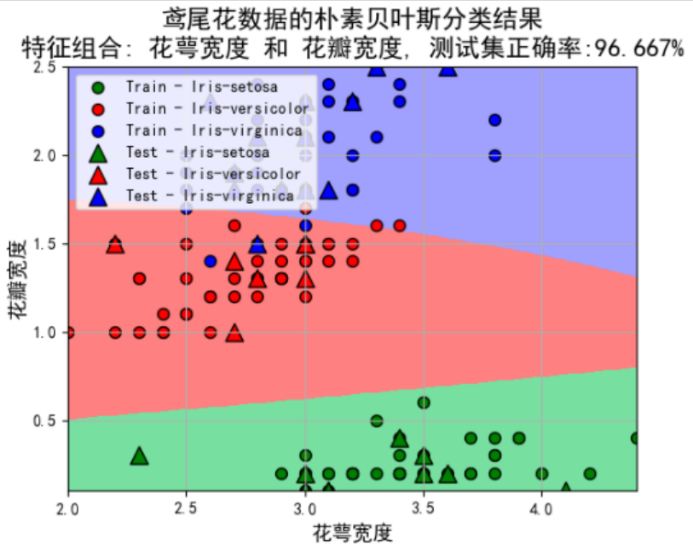 鸢尾花数据的朴素贝叶斯分类结果
特征组合: 花萼宽度 和 花瓣宽度, 测试集正确率:96.667%
2.5
Train - Iris-setosa
Train - Iris-versicolor
Train - Iris-virginica
Test - Iris-setosa
Test - Iris-versicolor
Test - Iris-virginica
2.0
1.5
花瓣宽度
1.0
0.5
2.0 2.5 3.0 3.5 4.0
花萼宽度